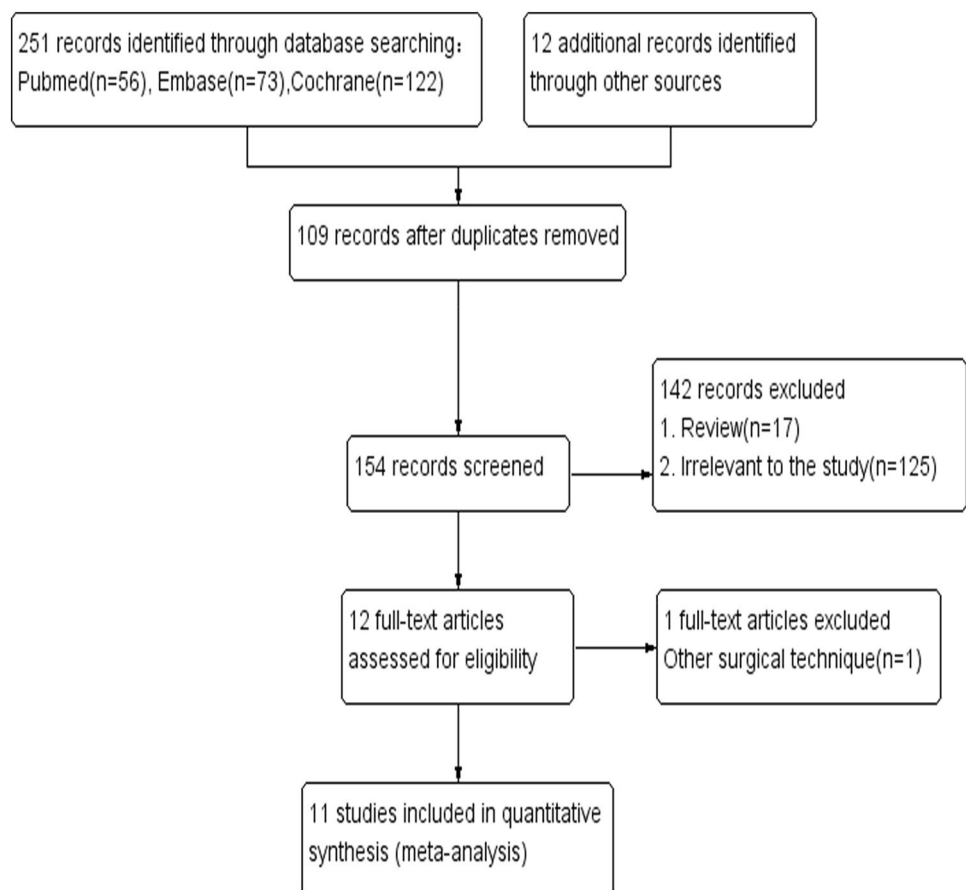 251 records identified through database searching：
Pubmed(n=56), Embase(n=73),Cochrane(n=122)
12 additional records identified
through other sources
109 records after duplicates removed
154 records screened
142 records excluded
1. Review(n=17)
2. Irrelevant to the study(n=125)
12 full-text articles
assessed for eligibility
1 full-text articles excluded
Other surgical technique(n=1)
11 studies included in quantitative
synthesis (meta-analysis)